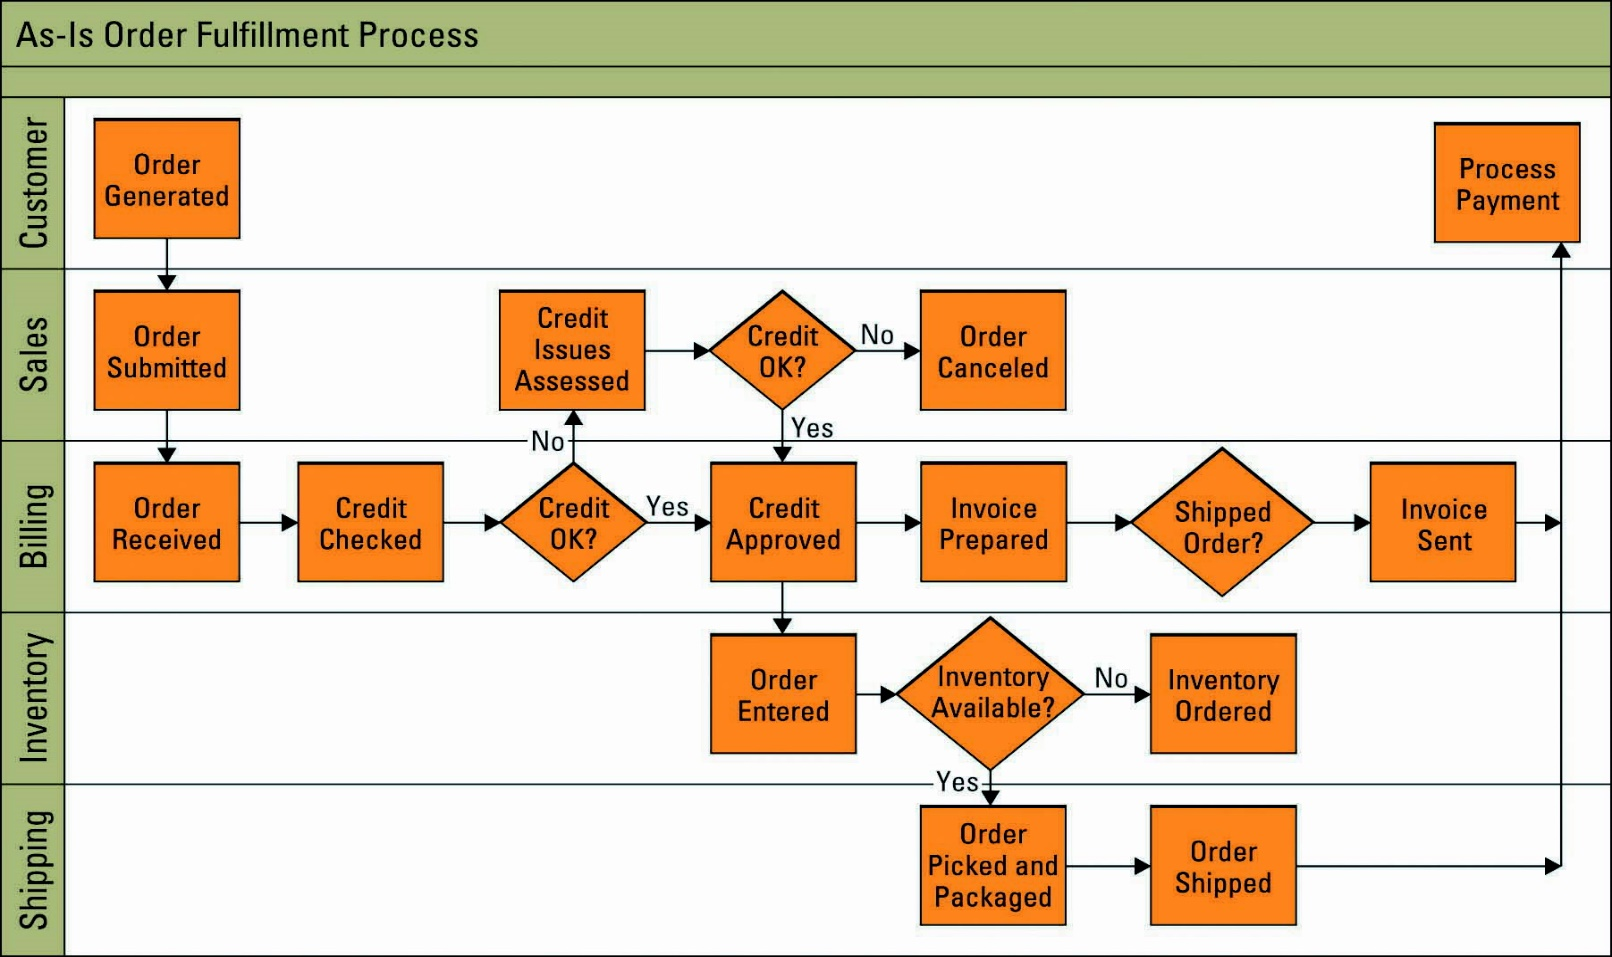 As-Is Order Fulfillment Process
Customer
Order
Generated
Process
Payment
Sales
Order
Submitted
Credit
Issues
Assessed
Credit
OK?
No
Order
Canceled
Yes
No
Billing
Order
Received
Credit
Checked
Credit
OK?
Yes
Credit
Approved
Invoice
Prepared
Shipped
Order?
Invoice
Sent
Inventory
Order
Entered
Inventory
Available?
No
Inventory
Ordered
Yes
Shipping
Order
Picked and
Packaged
Order
Shipped